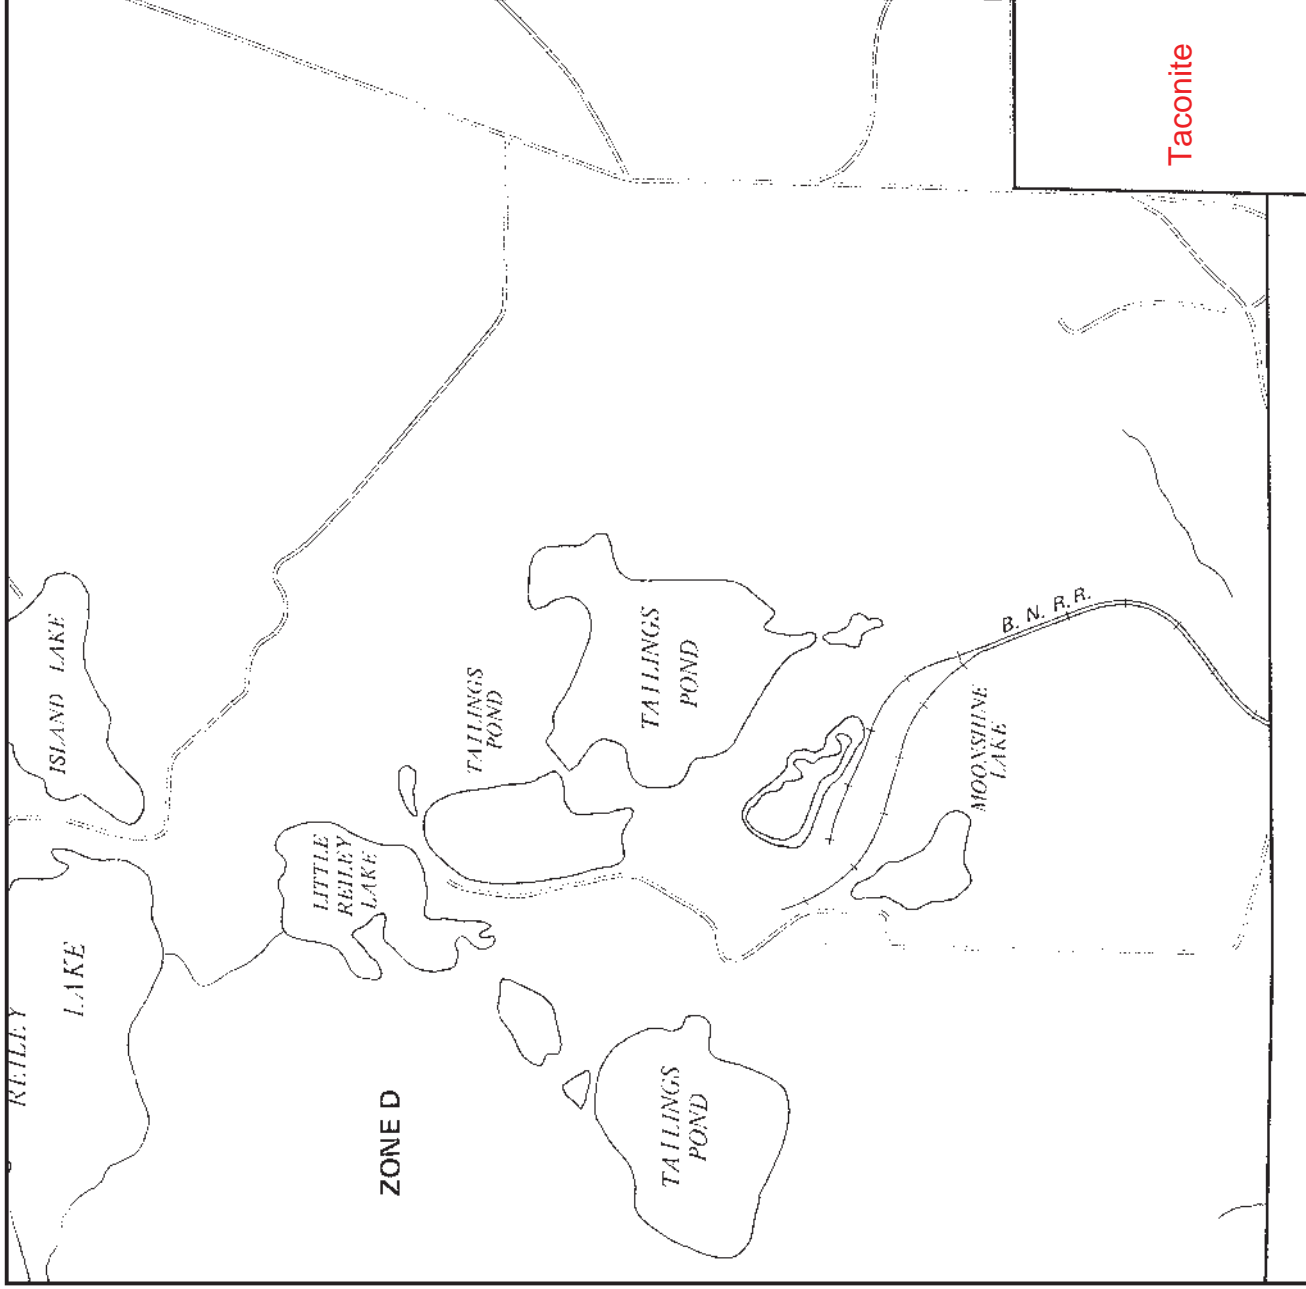 REILEY
LAKE
ISLAND LAKE
LITTLE
REILEY
LAKE
ZONE D
TAILINGS
POND
TAILINGS
POND
TAILINGS
POND
MOONSHINE
LAKE
B. N. R.R.
Taconite